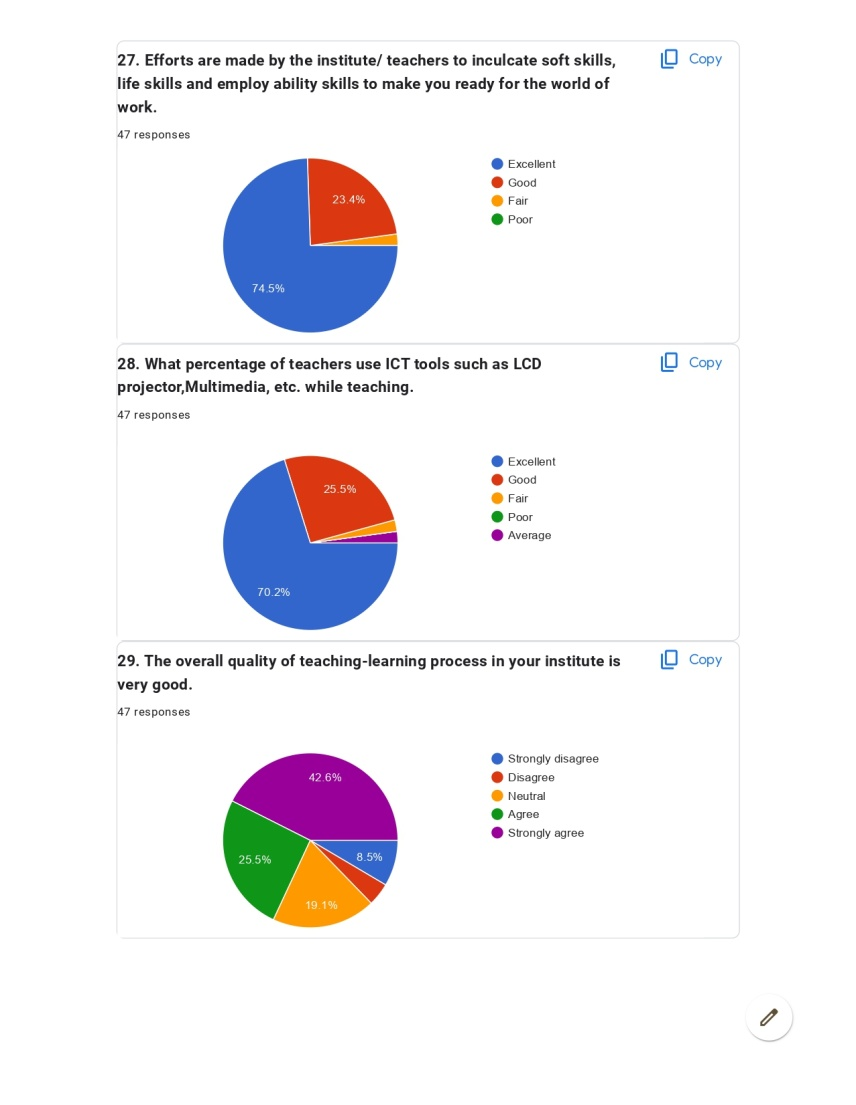 27. Efforts are made by the institute/ teachers to inculcate soft skills,
life skills and employ ability skills to make you ready for the world of
work.
Copy
47 responses
23.4%
74.5%
Excellent
Good
Fair
Poor
28. What percentage of teachers use ICT tools such as LCD
projector,Multimedia, etc. while teaching.
Copy
47 responses
25.5%
70.2%
Excellent
Good
Fair
Poor
Average
29. The overall quality of teaching-learning process in your institute is
very good.
Copy
47 responses
42.6%
8.5%
25.5%
19.1%
Strongly disagree
Disagree
Neutral
Agree
Strongly agree